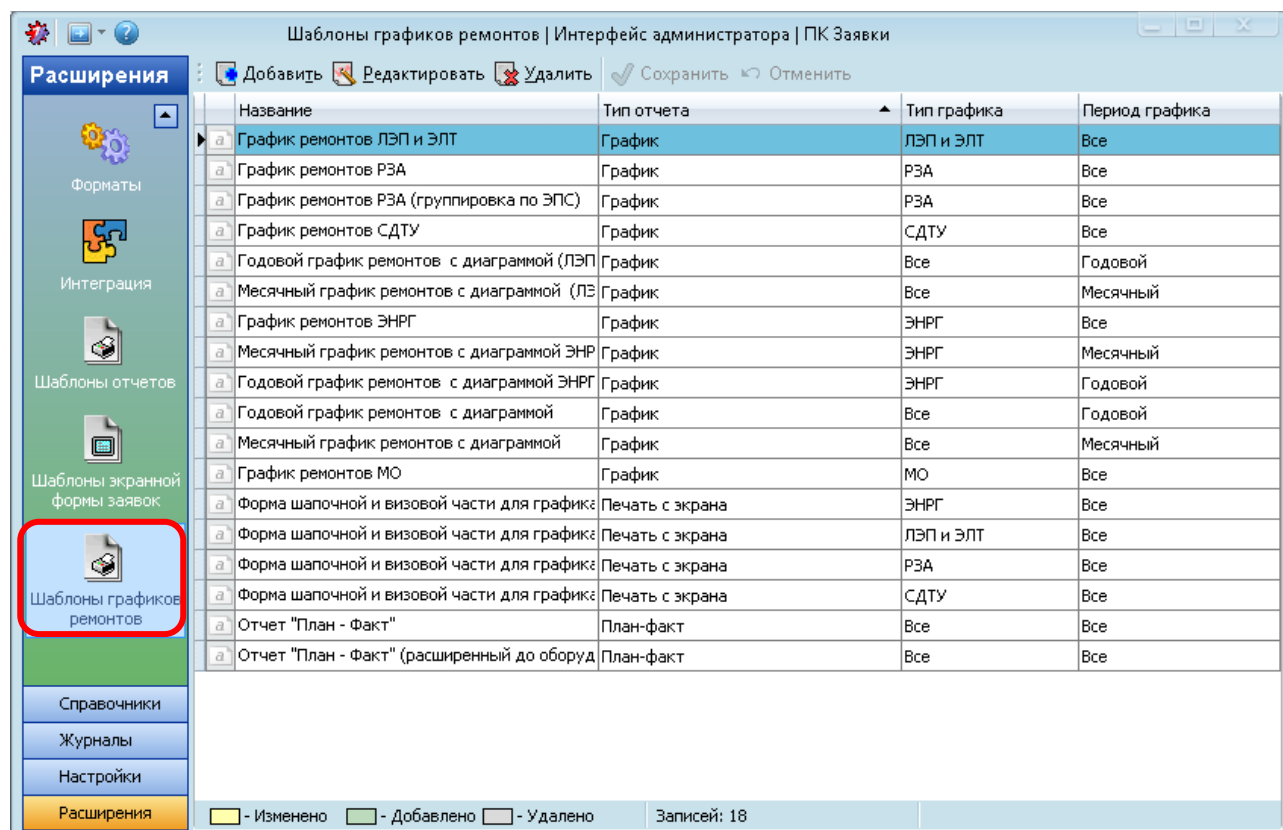 Шаблоны графиков ремонтов | Интерфейс администратора | ПК Заявки
Расширения
Добавить Редактировать Удалить Сохранить Отменить
Форматы
Интеграция
Шаблоны отчетов
Шаблоны экранной
формы заявок
Шаблоны графиков
ремонтов
Справочники
Журналы
Настройки
Расширения
Название Тип отчета Тип графика Период графика
График ремонтов ЛЭП и ЭЛТ График ЛЭП и ЭЛТ Все
График ремонтов РЗА График РЗА Все
График ремонтов РЗА (группировка по ЭПС) График РЗА Все
График ремонтов СДТУ График СДТУ Все
Годовой график ремонтов с диаграммой (ЛЭП График Все Годовой
Месячный график ремонтов с диаграммой (ЛЭ График Все Месячный
График ремонтов ЭНРГ График ЭНРГ Все
Месячный график ремонтов с диаграммой ЭНР График ЭНРГ Месячный
Годовой график ремонтов с диаграммой ЭНРГ График ЭНРГ Годовой
Годовой график ремонтов с диаграммой График Все Годовой
Месячный график ремонтов с диаграммой График Все Месячный
График ремонтов МО График МО Все
Форма шапочной и визовой части для графика Печать с экрана ЭНРГ Все
Форма шапочной и визовой части для графика Печать с экрана ЛЭП и ЭЛТ Все
Форма шапочной и визовой части для графика Печать с экрана РЗА Все
Форма шапочной и визовой части для графика Печать с экрана СДТУ Все
Отчет "План - Факт" План-факт Все Все
Отчет "План - Факт" (расширенный до оборуд План-факт Все Все
- Изменено - Добавлено - Удалено Записей: 18